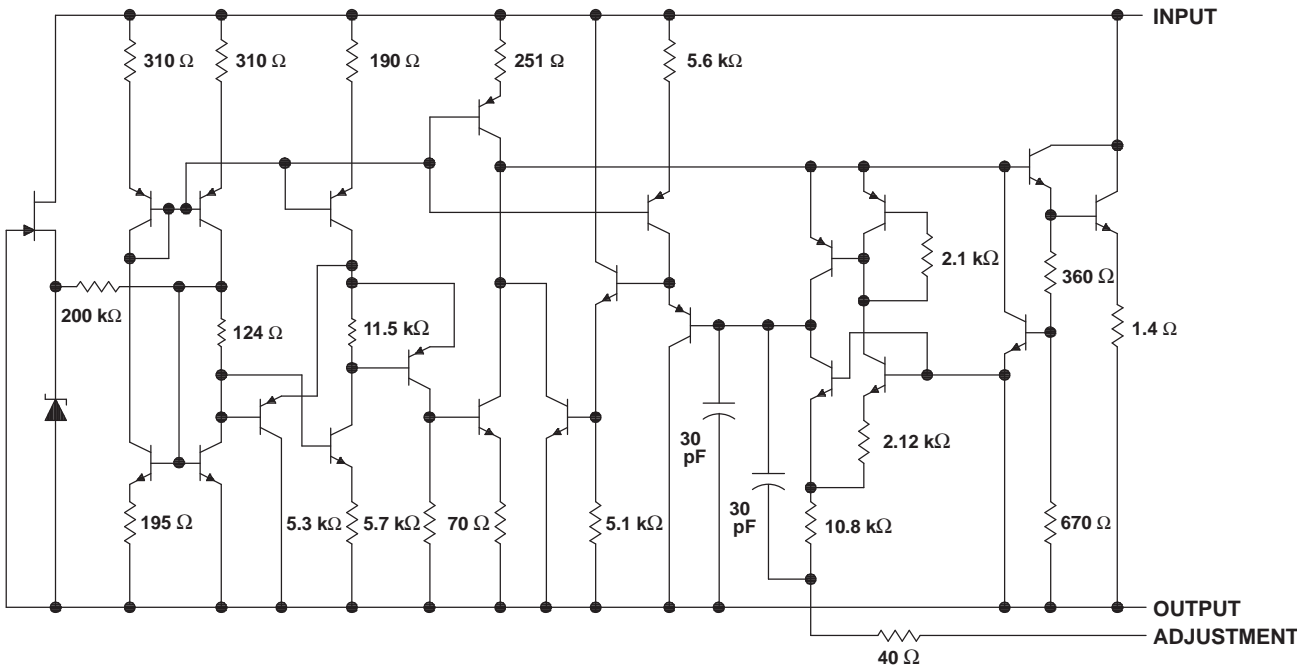 INPUT
310 Ω
310 Ω
190 Ω
251 Ω
5.6 kΩ
2.1 kΩ
360 Ω
200 kΩ
124 Ω
11.5 kΩ
1.4 Ω
30
pF
2.12 kΩ
30
pF
195 Ω
5.3 kΩ
5.7 kΩ
70 Ω
5.1 kΩ
10.8 kΩ
670 Ω
OUTPUT
ADJUSTMENT
40 Ω